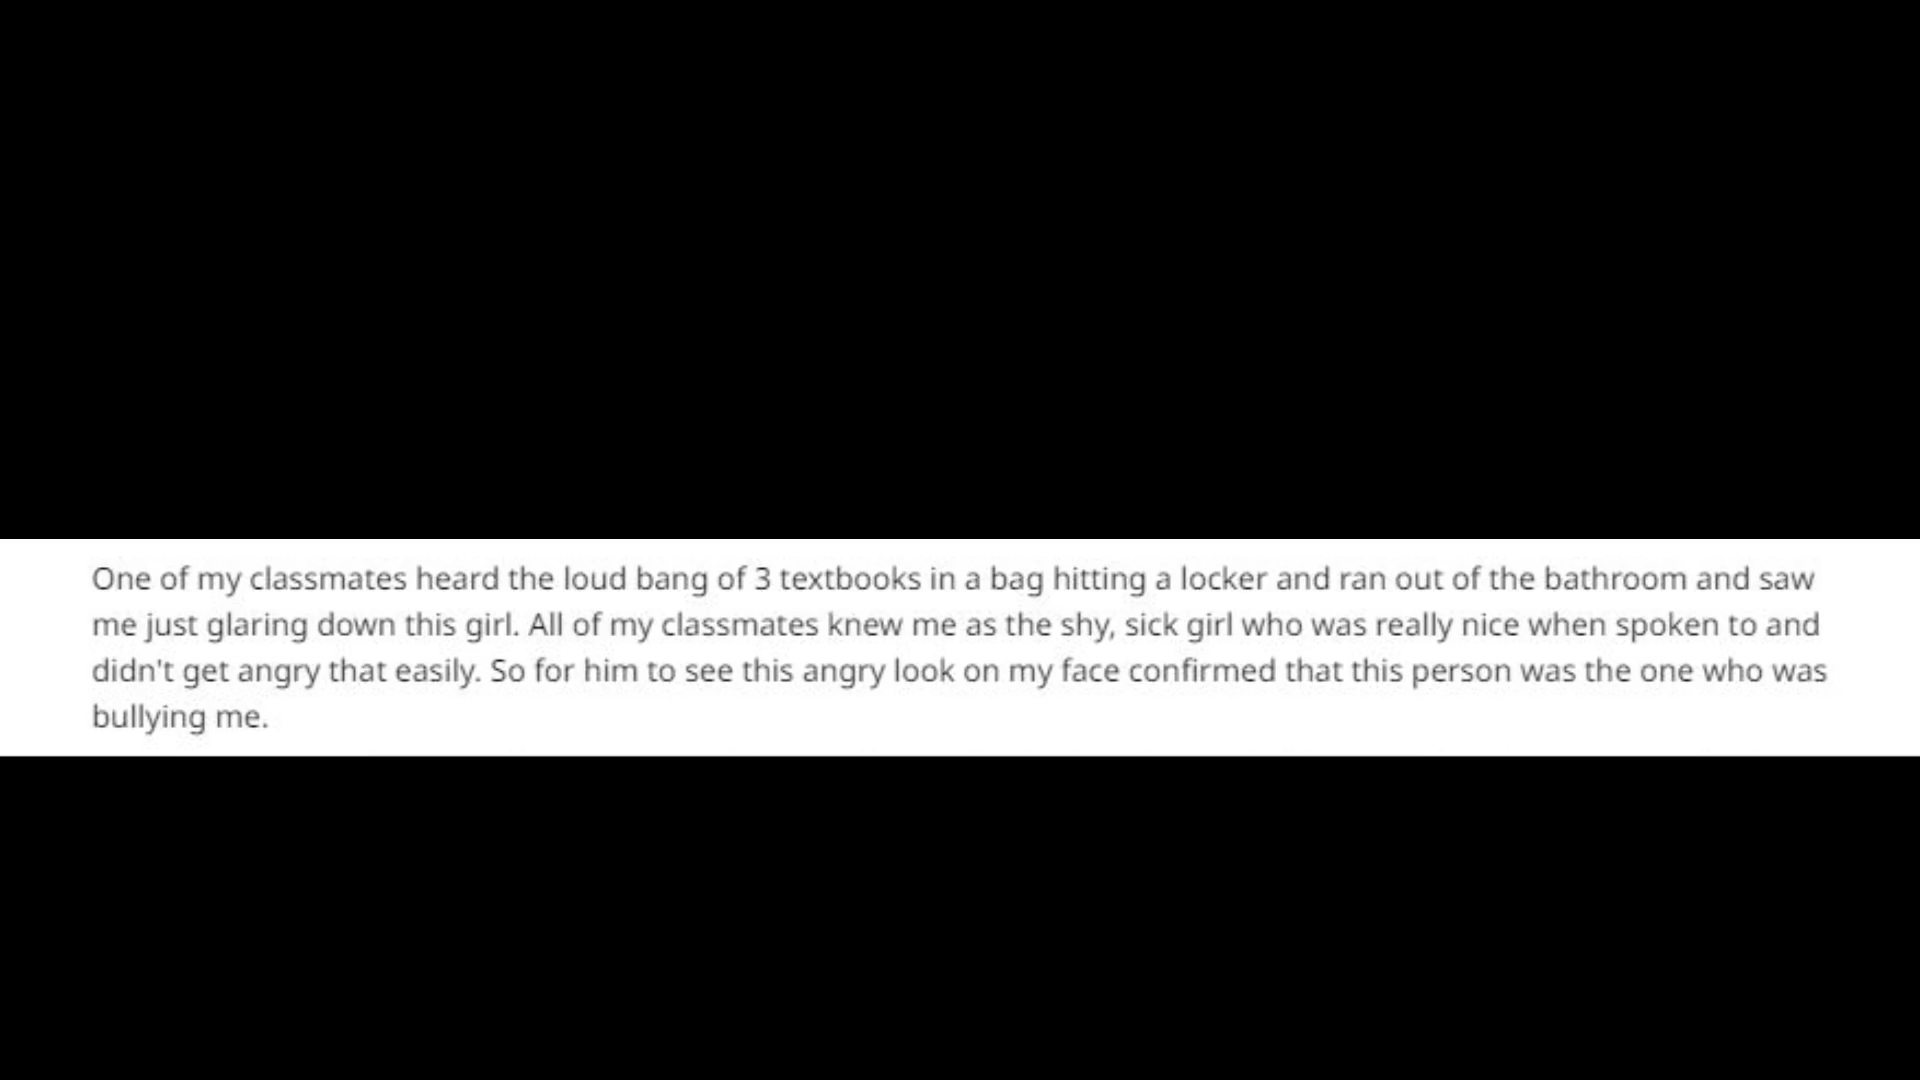 One of my classmates heard the loud bang of 3 textbooks in a bag hitting a locker and ran out of the bathroom and saw
me just glaring down this girl. All of my classmates knew me as the shy, sick girl who was really nice when spoken to and
didn't get angry that easily. So for him to see this angry look on my face confirmed that this person was the one who was
bullying me.